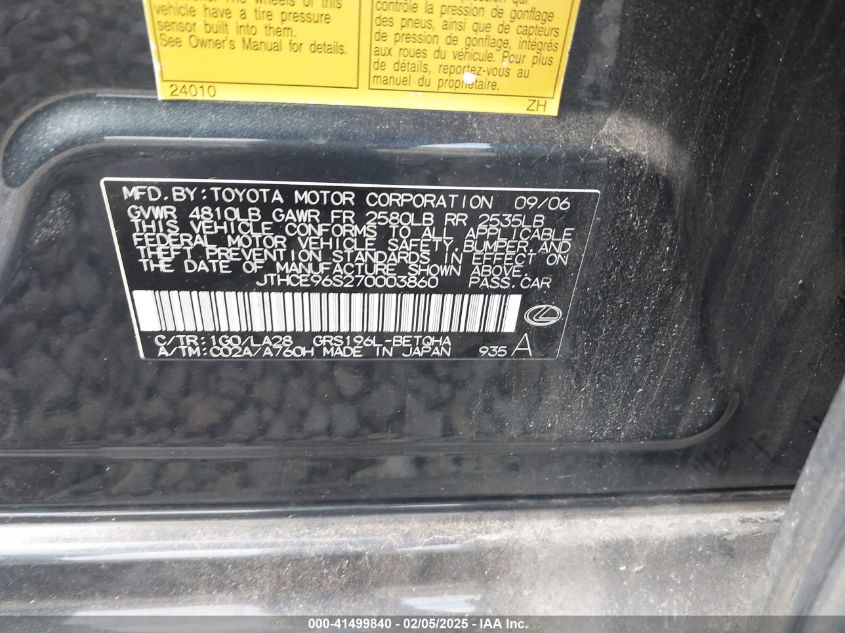 vehicle have a tire pressure
sensor built into them.
See Owner's Manual for details.
24010
contrôle la pression de gonflage
des pneus, ainsi que de capteurs
de pression de gonflage, intégrés
aux roues du véhicule. Pour plus
de détails, reportez-vous au
manuel du propriétaire.
ZH
MFD. BY: TOYOTA MOTOR CORPORATION 09/06
GVWR 4810LB GAWR FR 2580LB RR 2535LB
THIS VEHICLE CONFORMS TO ALL APPLICABLE
FEDERAL MOTOR VEHICLE SAFETY, BUMPER, AND
THEFT PREVENTION STANDARDS IN EFFECT ON
THE DATE OF MANUFACTURE SHOWN ABOVE.
JTHCE96S270003860 PASS. CAR
C/TR: 1G0/LA28 GRS196L-BETQHA
A/TM: C02A/A760H MADE IN JAPAN 935 A
000-41499840 - 02/05/2025 - IAA Inc.